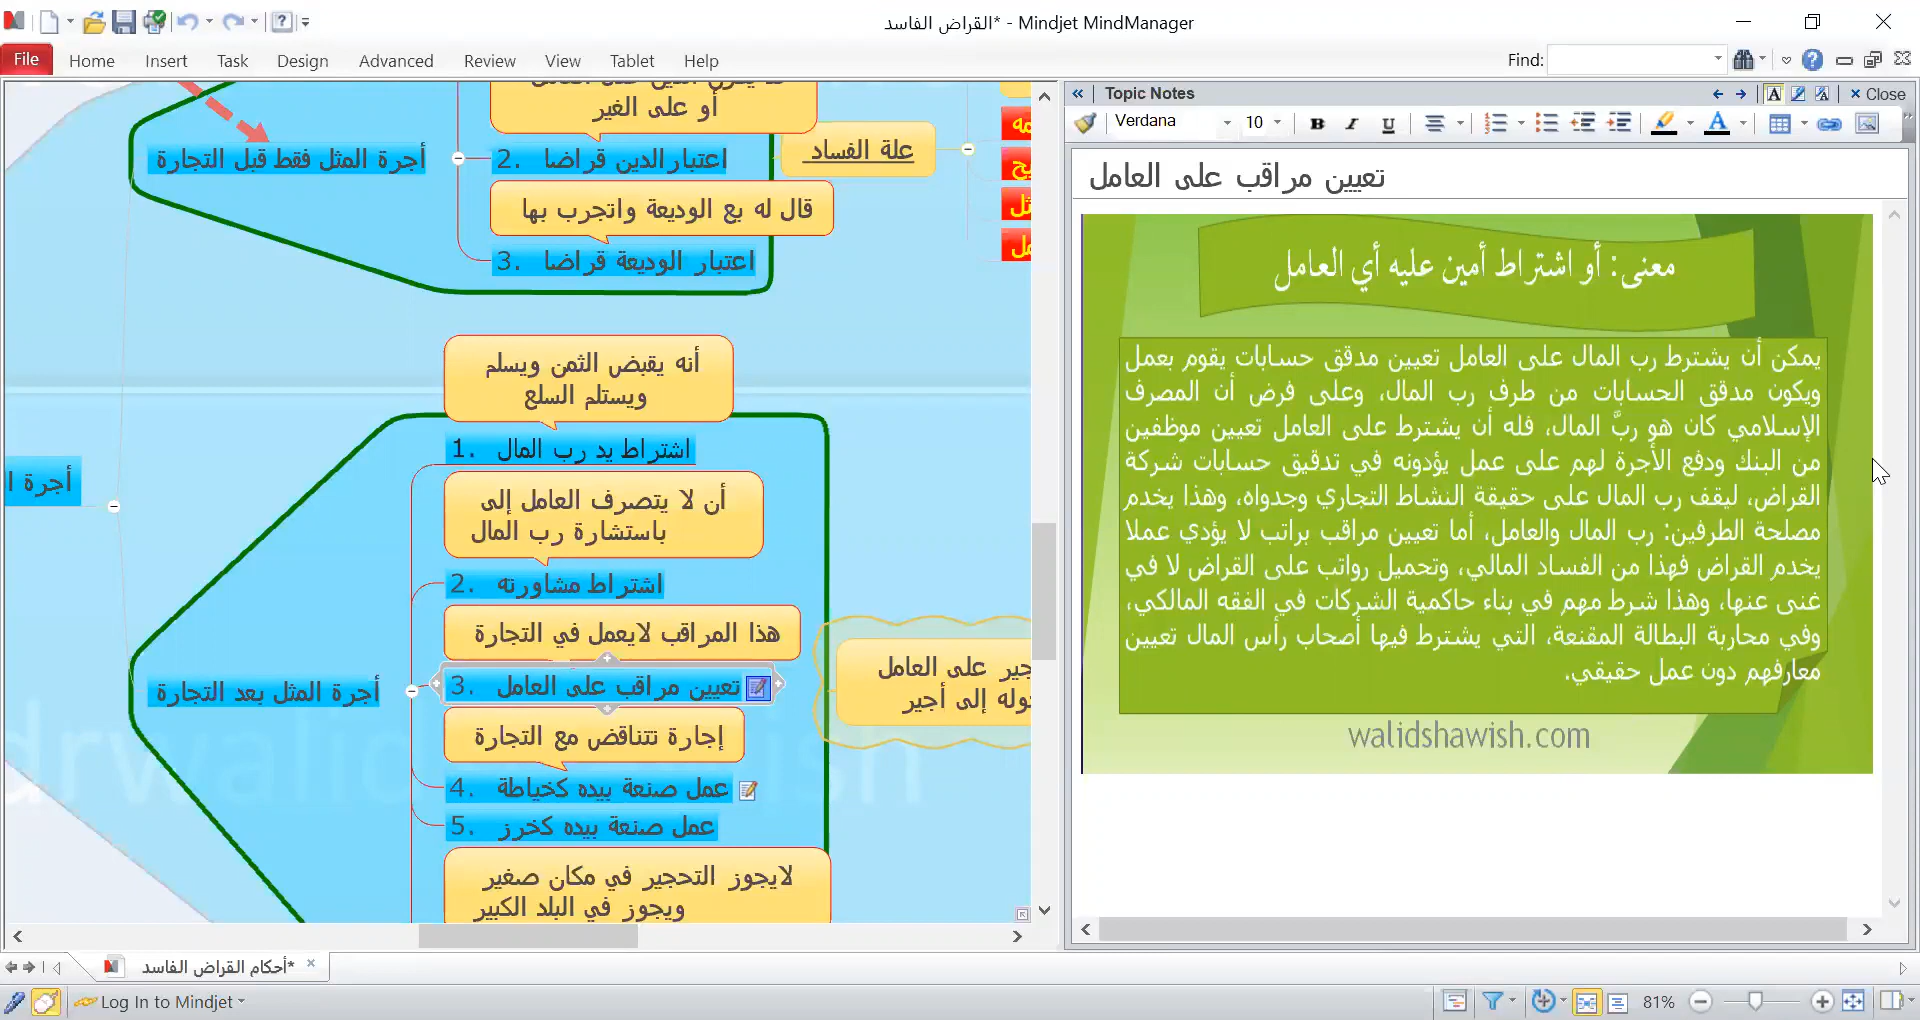 *القراض الفاسد - Mindjet MindManager
File Home Insert Task Design Advanced Review View Tablet Help
Find:
أو على الغير
أجرة المثل فقط قبل التجارة
2. اعتبار الدين قراضا
علة الفساد
قال له بع الوديعة واتجرب بها
3. اعتبار الوديعة قراضا
أنه يقبض الثمن ويسلم
ويستلم السلع
1. اشتراط يد رب المال
أن لا يتصرف العامل إلى
باستشارة رب المال
2. اشتراط مشاورته
هذا المراقب لايعمل في التجارة
3. تعيين مراقب على العامل
أجرة المثل بعد التجارة
إجارة تتناقض مع التجارة
4. عمل صنعة بيده كخياطة
5. عمل صنعة بيده كخرز
لايجوز التحجير في مكان صغير
ويجوز في البلد الكبير
على العامل
إلى أجير
أجرة
drwalid
Topic Notes
Close
Verdana 10
تعيين مراقب على العامل
معنى: أو اشتراط أمين عليه أي العامل
يمكن أن يشترط رب المال على العامل تعيين مدقق حسابات يقوم بعمل
ويكون مدقق الحسابات من طرف رب المال، وعلى فرض أن المصرف
الإسلامي كان هو ربَّ المال، فله أن يشترط على العامل تعيين موظفين
من البنك ودفع الأجرة لهم على عمل يؤدونه في تدقيق حسابات شركة
القراض، ليقف رب المال على حقيقة النشاط التجاري وجدواه، وهذا يخدم
مصلحة الطرفين: رب المال والعامل، أما تعيين مراقب براتب لا يؤدي عملا
يخدم القراض فهذا من الفساد المالي، وتحميل رواتب على القراض لا في
غنى عنها، وهذا شرط مهم في بناء حاكمية الشركات في الفقه المالكي،
وفي محاربة البطالة المقنعة، التي يشترط فيها أصحاب رأس المال تعيين
معارفهم دون عمل حقيقي.
walidshawish.com
*أحكام القراض الفاسد
Log In to Mindjet
81%